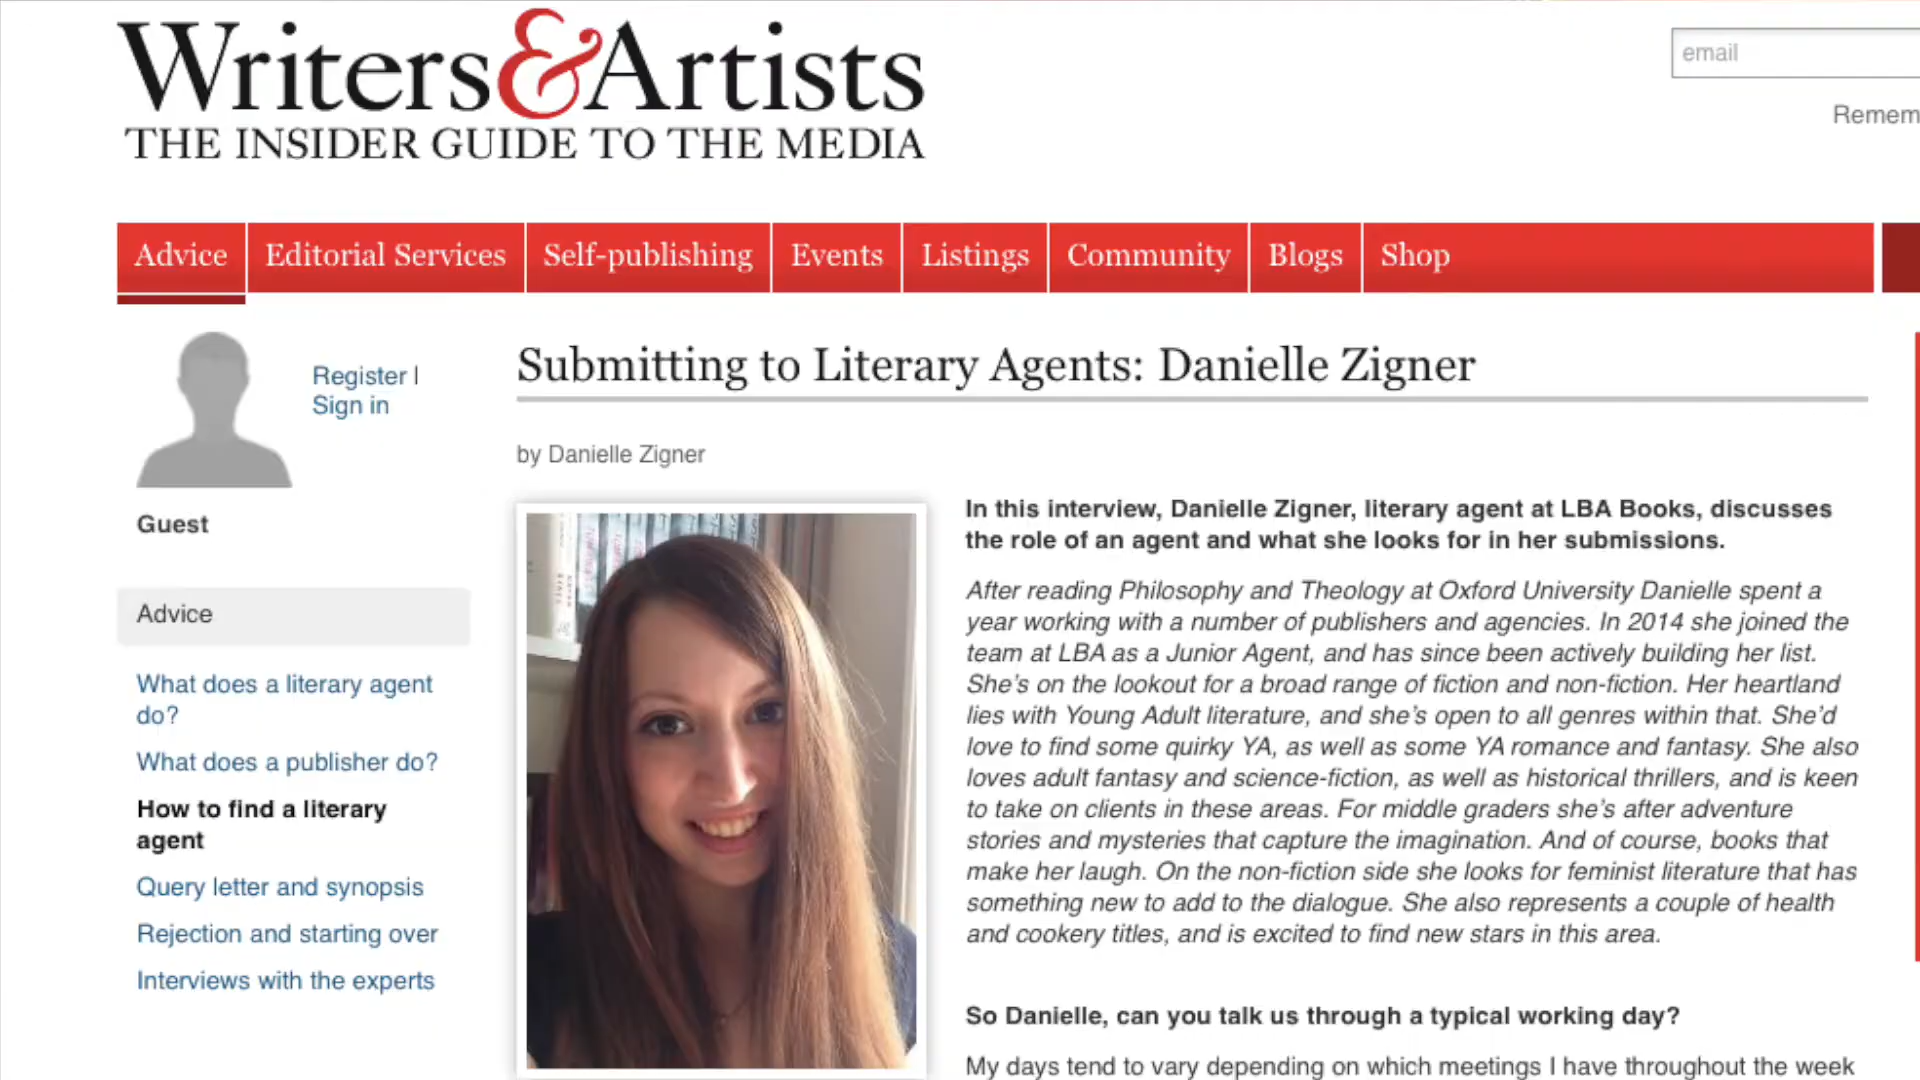 Writers&Artists
THE INSIDER GUIDE TO THE MEDIA
email
Remem
Advice
Editorial Services
Self-publishing
Events
Listings
Community
Blogs
Shop
Register |
Sign in
Guest
Advice
What does a literary agent
do?
What does a publisher do?
How to find a literary
agent
Query letter and synopsis
Rejection and starting over
Interviews with the experts
Submitting to Literary Agents: Danielle Zigner
by Danielle Zigner
In this interview, Danielle Zigner, literary agent at LBA Books, discusses
the role of an agent and what she looks for in her submissions.
After reading Philosophy and Theology at Oxford University Danielle spent a
year working with a number of publishers and agencies. In 2014 she joined the
team at LBA as a Junior Agent, and has since been actively building her list.
She's on the lookout for a broad range of fiction and non-fiction. Her heartland
lies with Young Adult literature, and she's open to all genres within that. She'd
love to find some quirky YA, as well as some YA romance and fantasy. She also
loves adult fantasy and science-fiction, as well as historical thrillers, and is keen
to take on clients in these areas. For middle graders she's after adventure
stories and mysteries that capture the imagination. And of course, books that
make her laugh. On the non-fiction side she looks for feminist literature that has
something new to add to the dialogue. She also represents a couple of health
and cookery titles, and is excited to find new stars in this area.
So Danielle, can you talk us through a typical working day?
My days tend to vary depending on which meetings I have throughout the week